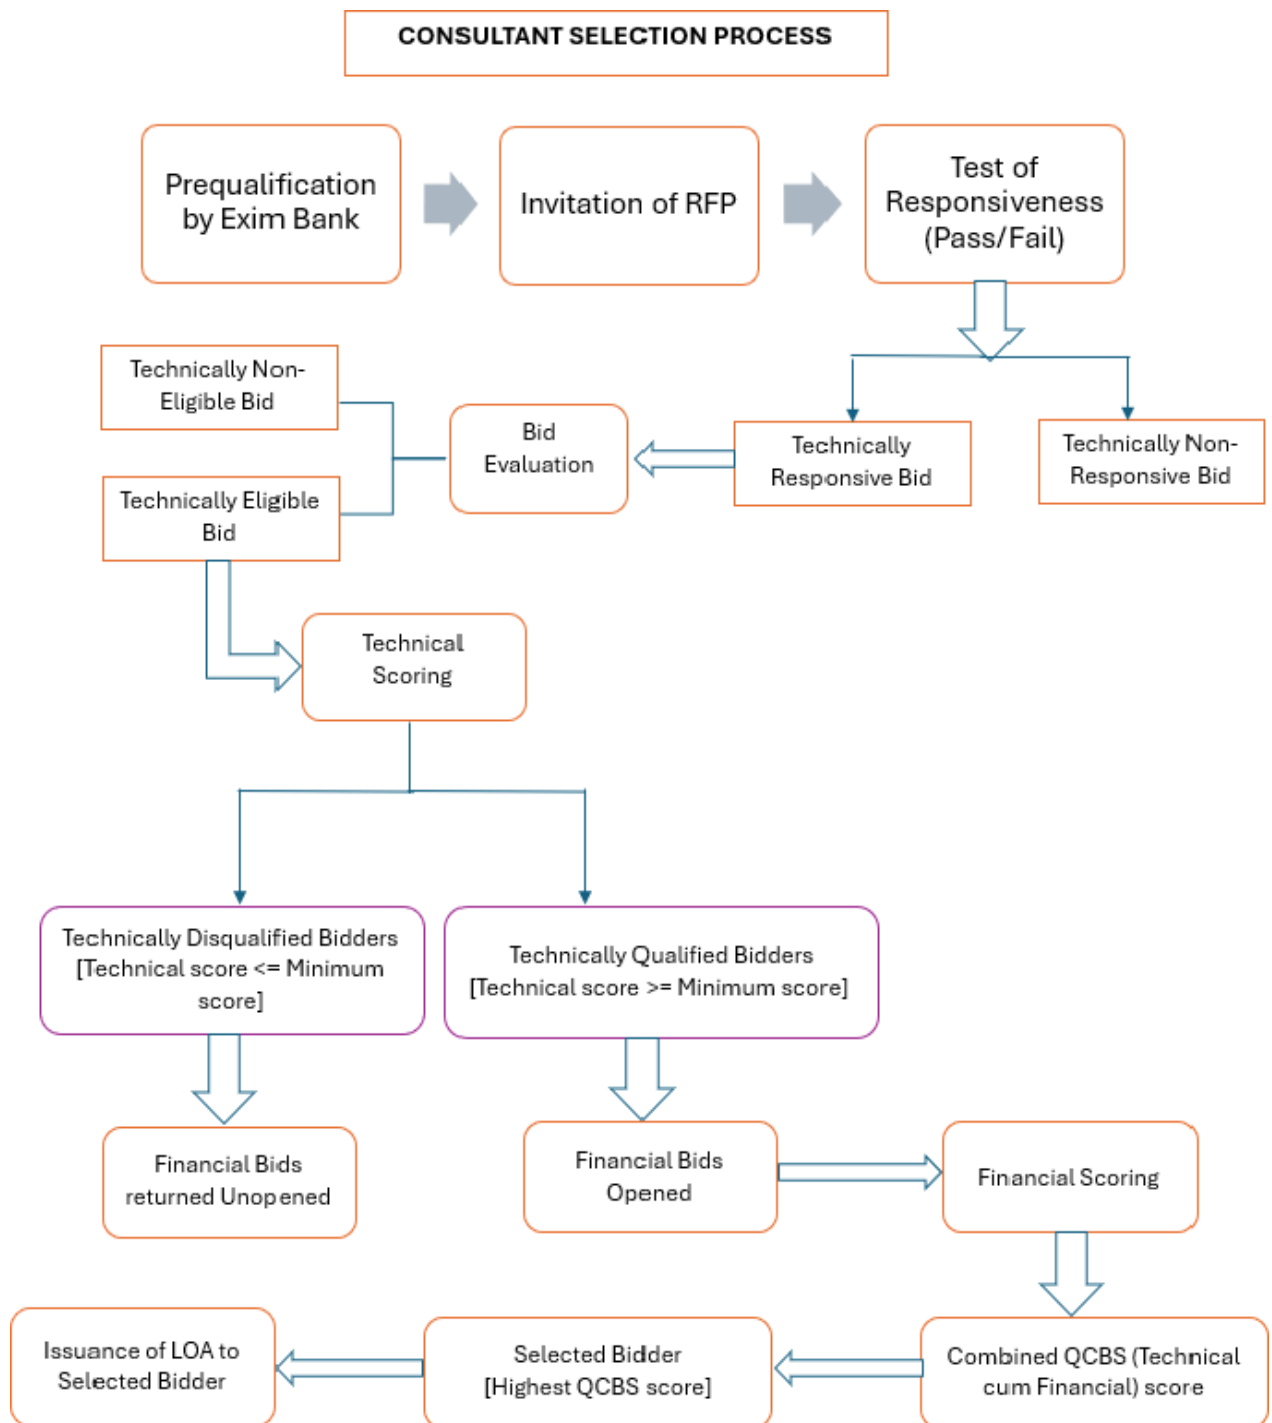 CONSULTANT SELECTION PROCESS
Prequalification
by Exim Bank
Invitation of RFP
Test of
Responsiveness
(Pass/Fail)
Technically Responsive Bid
Technically Non-
Responsive Bid
Bid
Evaluation
Technically Non-
Eligible Bid
Technically Eligible
Bid
Technical
Scoring
Technically Disqualified Bidders
[Technical score <= Minimum
score]
Technically Qualified Bidders
[Technical score >= Minimum score]
Financial Bids
returned Unopened
Financial Bids
Opened
Financial Scoring
Combined QCBS (Technical
cum Financial) score
Selected Bidder
[Highest QCBS score]
Issuance of LOA to
Selected Bidder